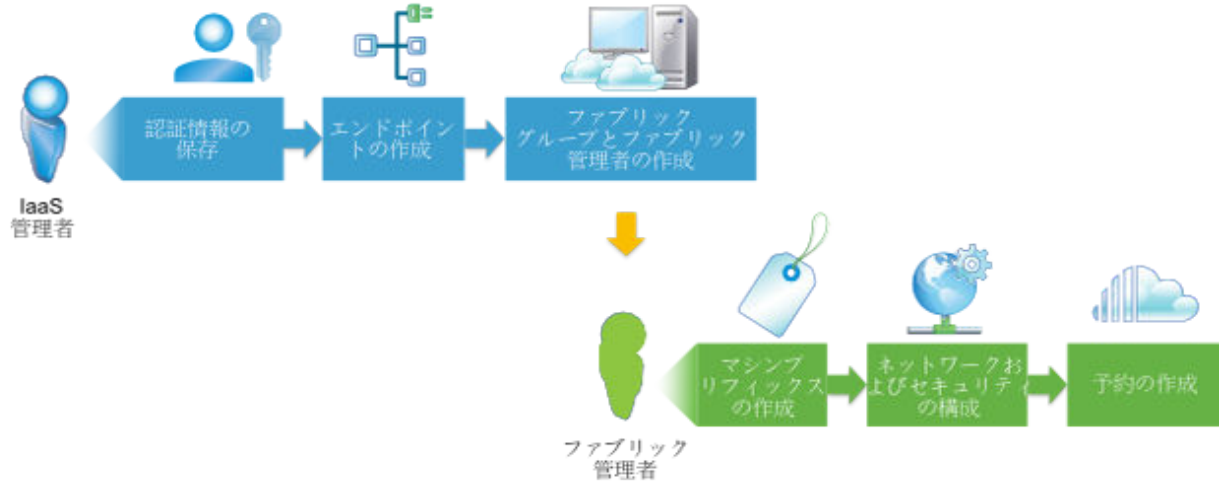 認証情報の
保存
エンドポイン
トの作成
ファブリック
グループとファブリック
管理者の作成
IaaS
管理者
マシンプ
リフィックス
の作成
ネットワークお
よびセキュリティ
の構成
予約の作成
ファブリック
管理者